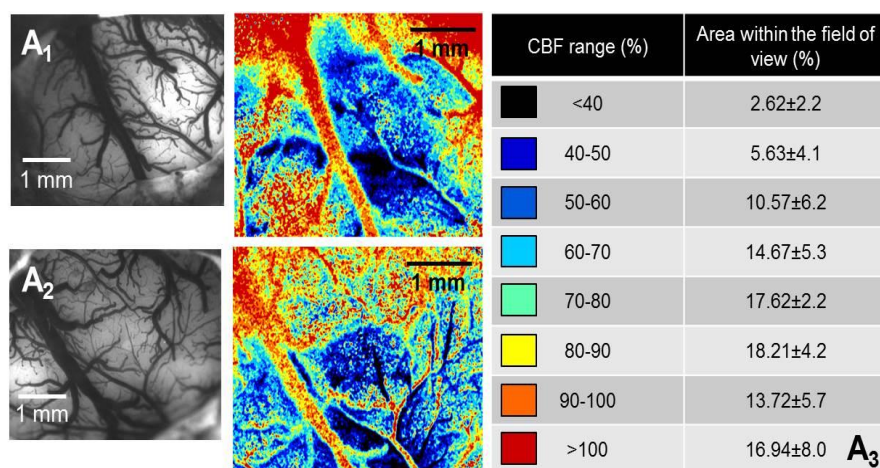 A1
1 mm
1 mm
A2
1 mm
1 mm
CBF range (%)
Area within the field of
view (%)
<40
2.62±2.2
40-50
5.63±4.1
50-60
10.57±6.2
60-70
14.67±5.3
70-80
17.62±2.2
80-90
18.21±4.2
90-100
13.72±5.7
>100
16.94±8.0
A3